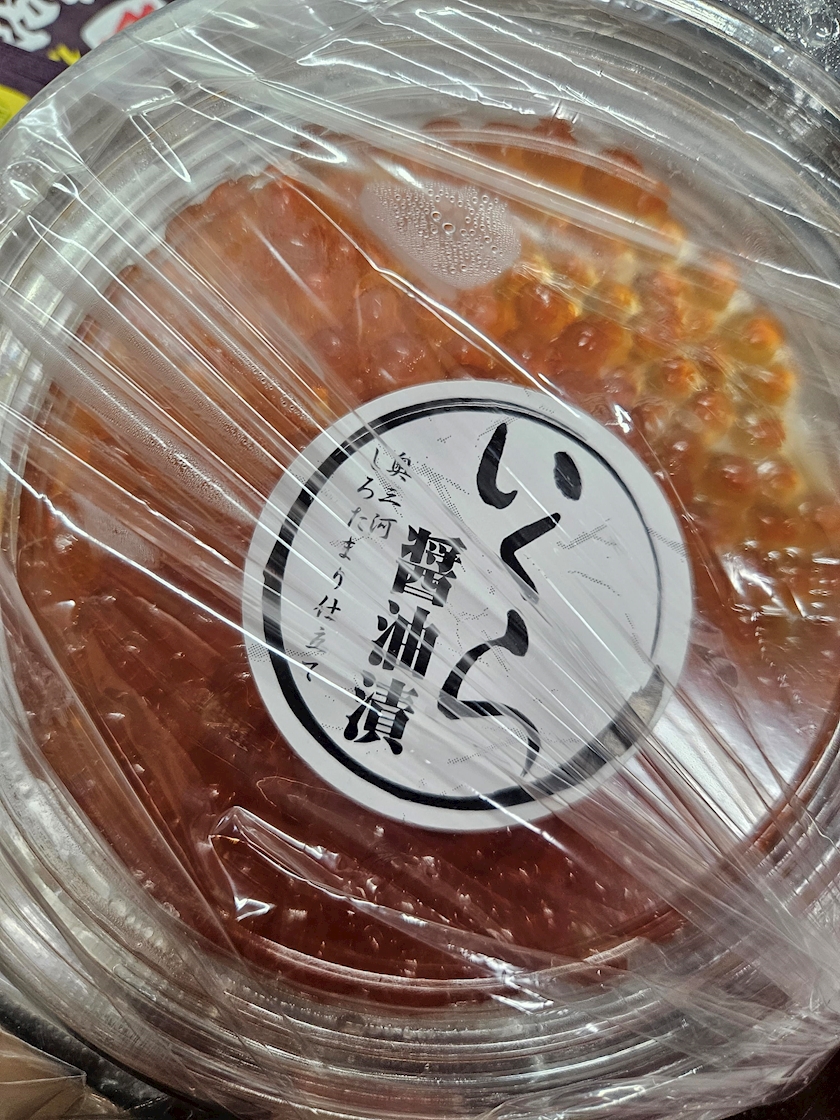 いくら
醤油漬
奥三河
しろたまり仕立て